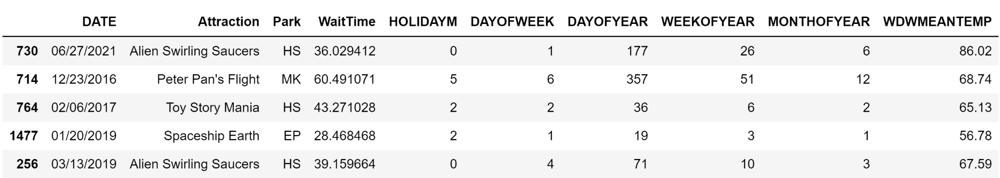 DATE Attraction Park WaitTime HOLIDAYM DAYOFWEEK DAYOFYEAR WEEKOFYEAR MONTHOFYEAR WDWMEANTEMP
730 06/27/2021 Alien Swirling Saucers HS 36.029412 0 1 177 26 6 86.02
714 12/23/2016 Peter Pan's Flight MK 60.491071 5 6 357 51 12 68.74
764 02/06/2017 Toy Story Mania HS 43.271028 2 2 36 6 2 65.13
1477 01/20/2019 Spaceship Earth EP 28.468468 2 1 19 3 1 56.78
256 03/13/2019 Alien Swirling Saucers HS 39.159664 0 4 71 10 3 67.59